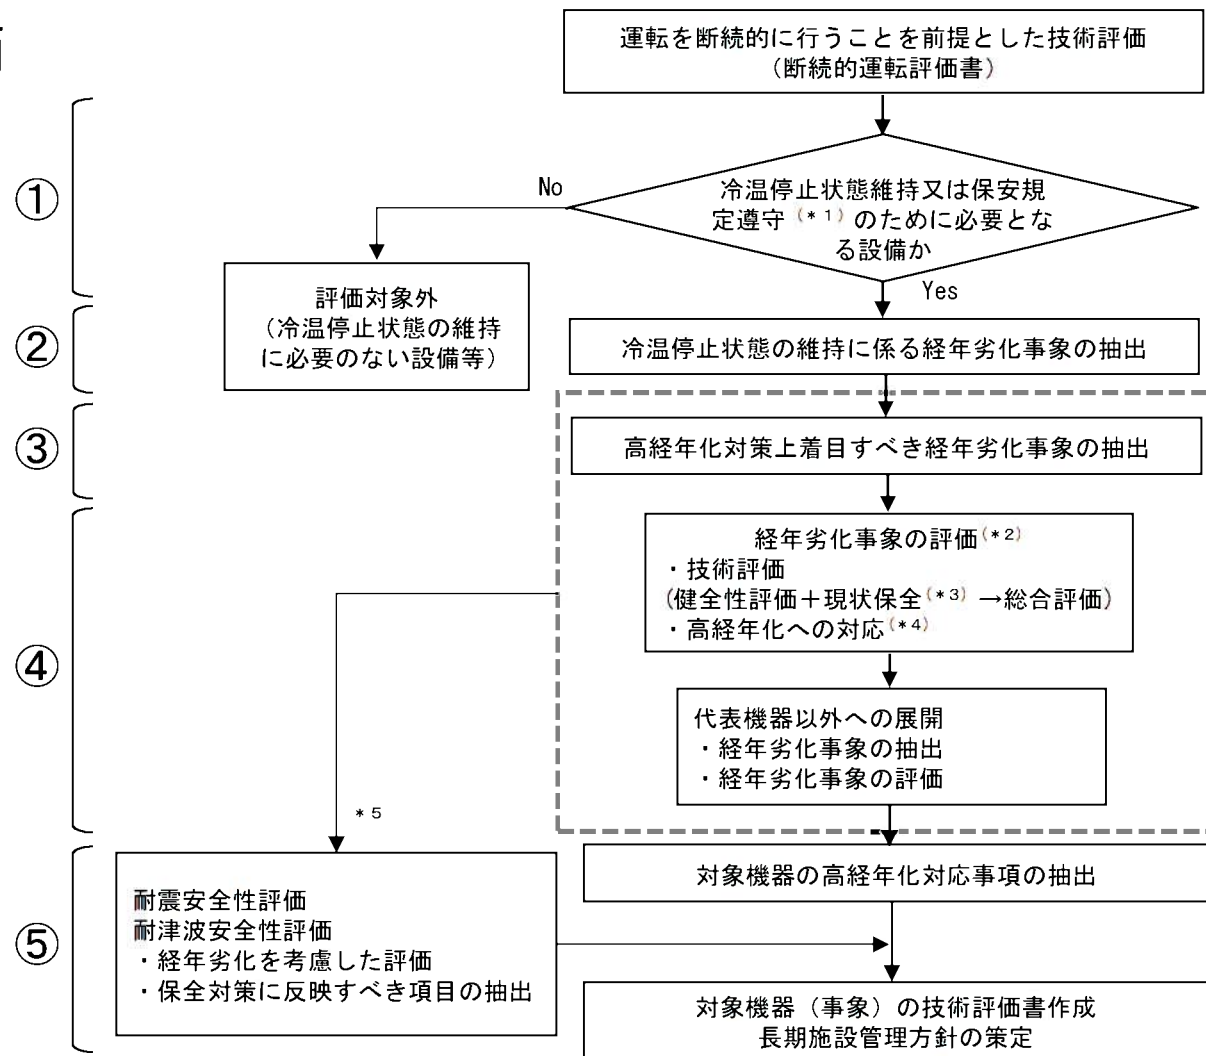 運転を断続的に行うことを前提とした技術評価
（断続的運転評価書）
①
No
冷温停止状態維持又は保安規
定遵守(*1)のために必要とな
る設備か
Yes
評価対象外
（冷温停止状態の維持
に必要のない設備等）
②
冷温停止状態の維持に係る経年劣化事象の抽出
③
高経年化対策上着目すべき経年劣化事象の抽出
④
経年劣化事象の評価(*2)
・技術評価
(健全性評価＋現状保全(*3)→総合評価)
・高経年化への対応(*4)
代表機器以外への展開
・経年劣化事象の抽出
・経年劣化事象の評価
*5
⑤
耐震安全性評価
耐津波安全性評価
・経年劣化を考慮した評価
・保全対策に反映すべき項目の抽出
対象機器の高経年化対応事項の抽出
対象機器（事象）の技術評価書作成
長期施設管理方針の策定